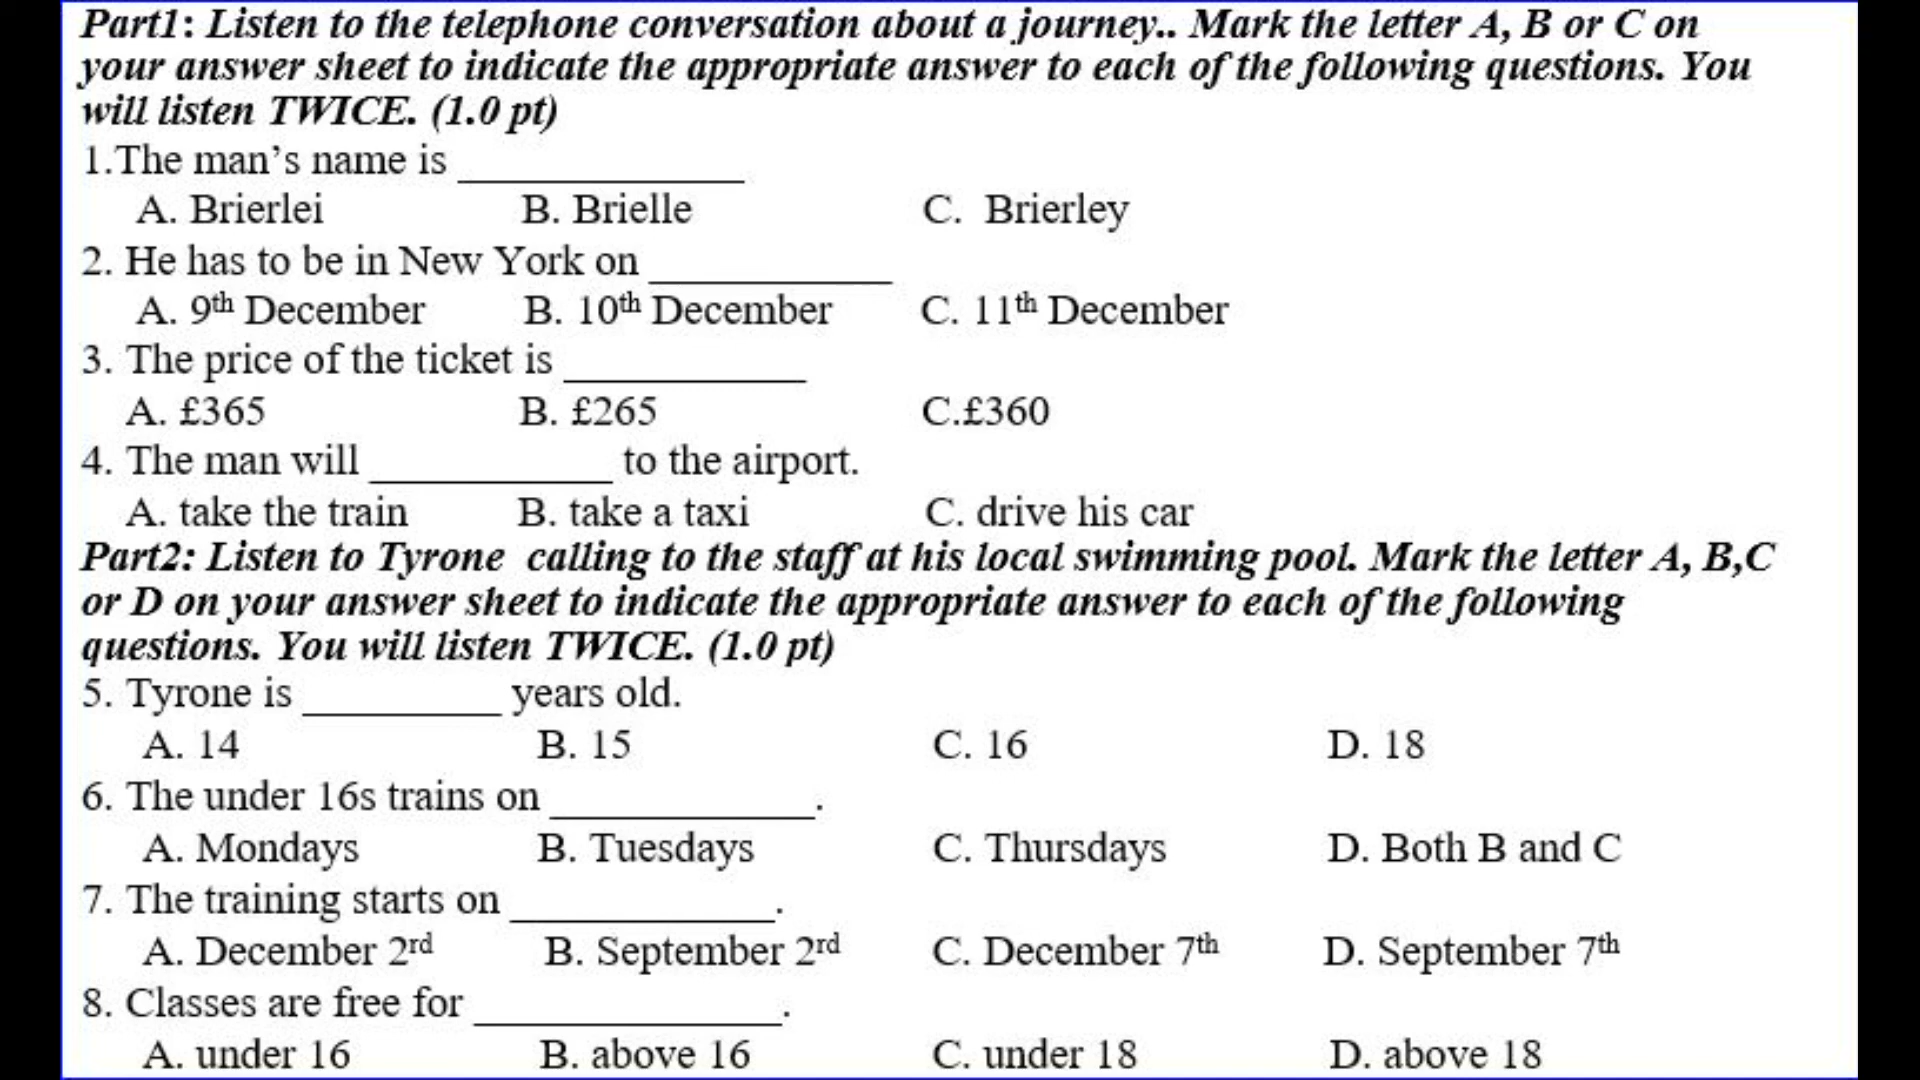 Part1: Listen to the telephone conversation about a journey.. Mark the letter A, B or C on
your answer sheet to indicate the appropriate answer to each of the following questions. You
will listen TWICE. (1.0 pt)
1.The man's name is ______________
A. Brierlei B. Brielle C. Brierley
2. He has to be in New York on ____________
A. 9th December B. 10th December C. 11th December
3. The price of the ticket is ____________
A. £365 B. £265 C.£360
4. The man will ____________ to the airport.
A. take the train B. take a taxi C. drive his car
Part2: Listen to Tyrone calling to the staff at his local swimming pool. Mark the letter A, B,C
or D on your answer sheet to indicate the appropriate answer to each of the following
questions. You will listen TWICE. (1.0 pt)
5. Tyrone is __________ years old.
A. 14 B. 15 C. 16 D. 18
6. The under 16s trains on _____________.
A. Mondays B. Tuesdays C. Thursdays D. Both B and C
7. The training starts on _____________.
A. December 2rd B. September 2rd C. December 7th D. September 7th
8. Classes are free for _______________.
A. under 16 B. above 16 C. under 18 D. above 18